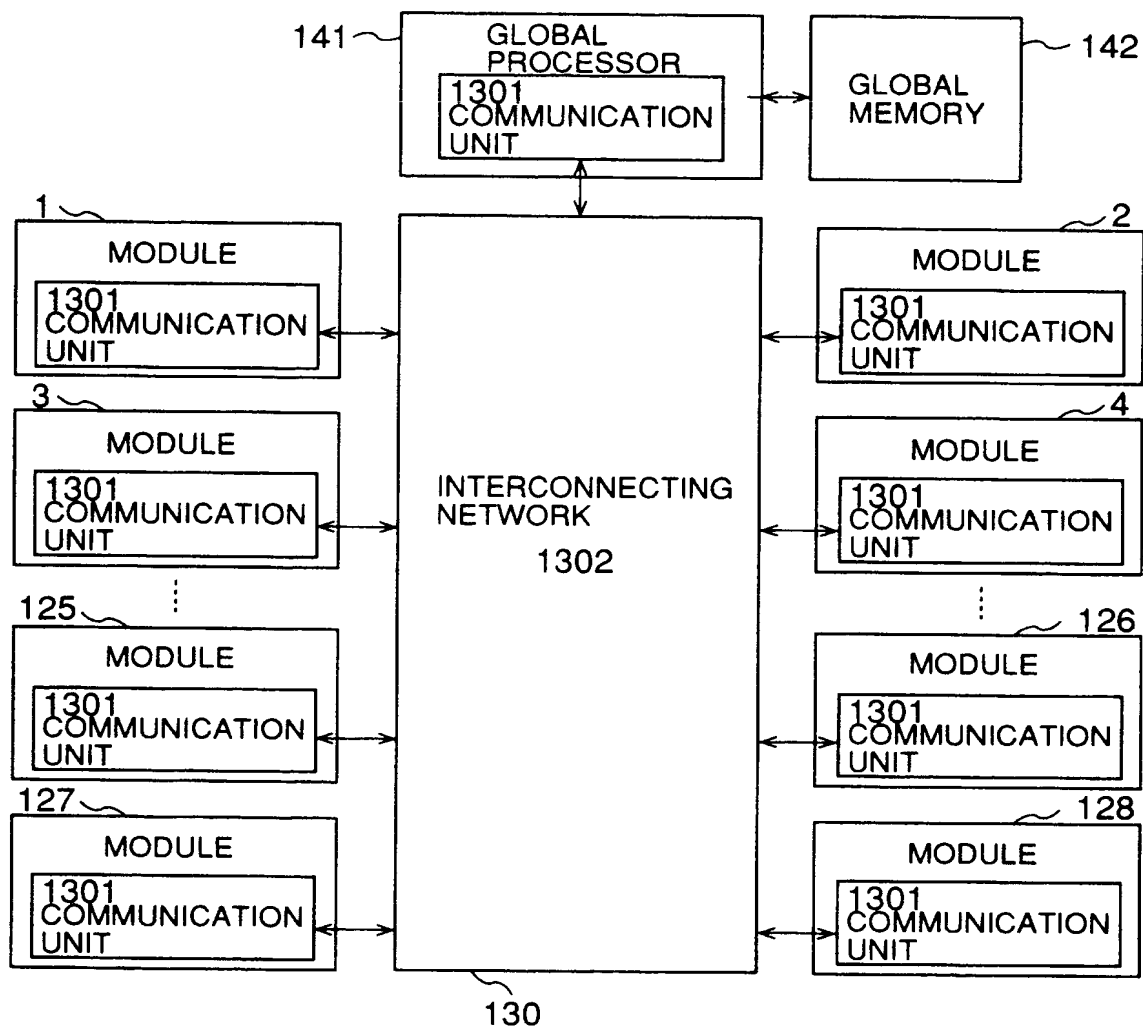 141
GLOBAL
PROCESSOR
1301
COMMUNICATION
UNIT
GLOBAL
MEMORY
142
1
MODULE
1301
COMMUNICATION
UNIT
2
MODULE
1301
COMMUNICATION
UNIT
3
MODULE
1301
COMMUNICATION
UNIT
4
MODULE
1301
COMMUNICATION
UNIT
INTERCONNECTING
NETWORK
1302
125
MODULE
1301
COMMUNICATION
UNIT
126
MODULE
1301
COMMUNICATION
UNIT
127
MODULE
1301
COMMUNICATION
UNIT
128
MODULE
1301
COMMUNICATION
UNIT
130